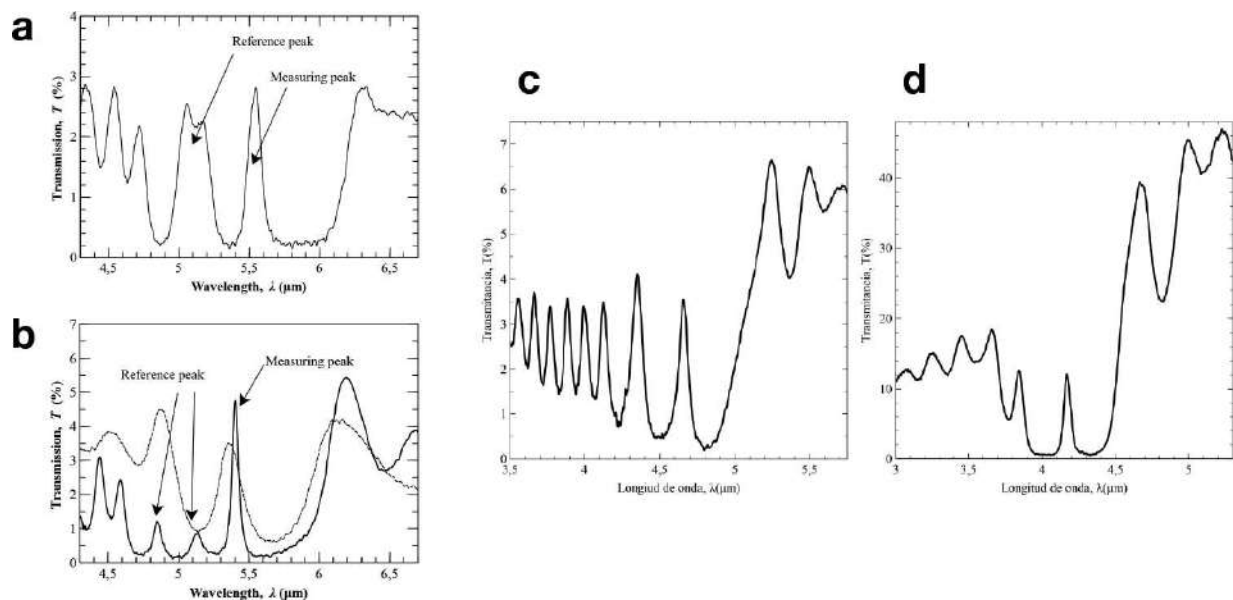 a
4
3
2
1
0
Transmission, T (%)
Reference peak
Measuring peak
4,5
5
5,5
6
6,5
Wavelength, λ (μm)
b
7
6
5
4
3
2
1
0
Transmission, T (%)
Reference peak
Measuring peak
4,5
5
5,5
6
6,5
Wavelength, λ (μm)
c
7
6
5
4
3
2
1
0
Transmitancia, T(%)
3,5
4
4,5
5
5,5
Longiud de onda, λ(μm)
d
40
30
20
10
0
Transmitancia, T(%)
3
3,5
4
4,5
5
Longitud de onda, λ(μm)